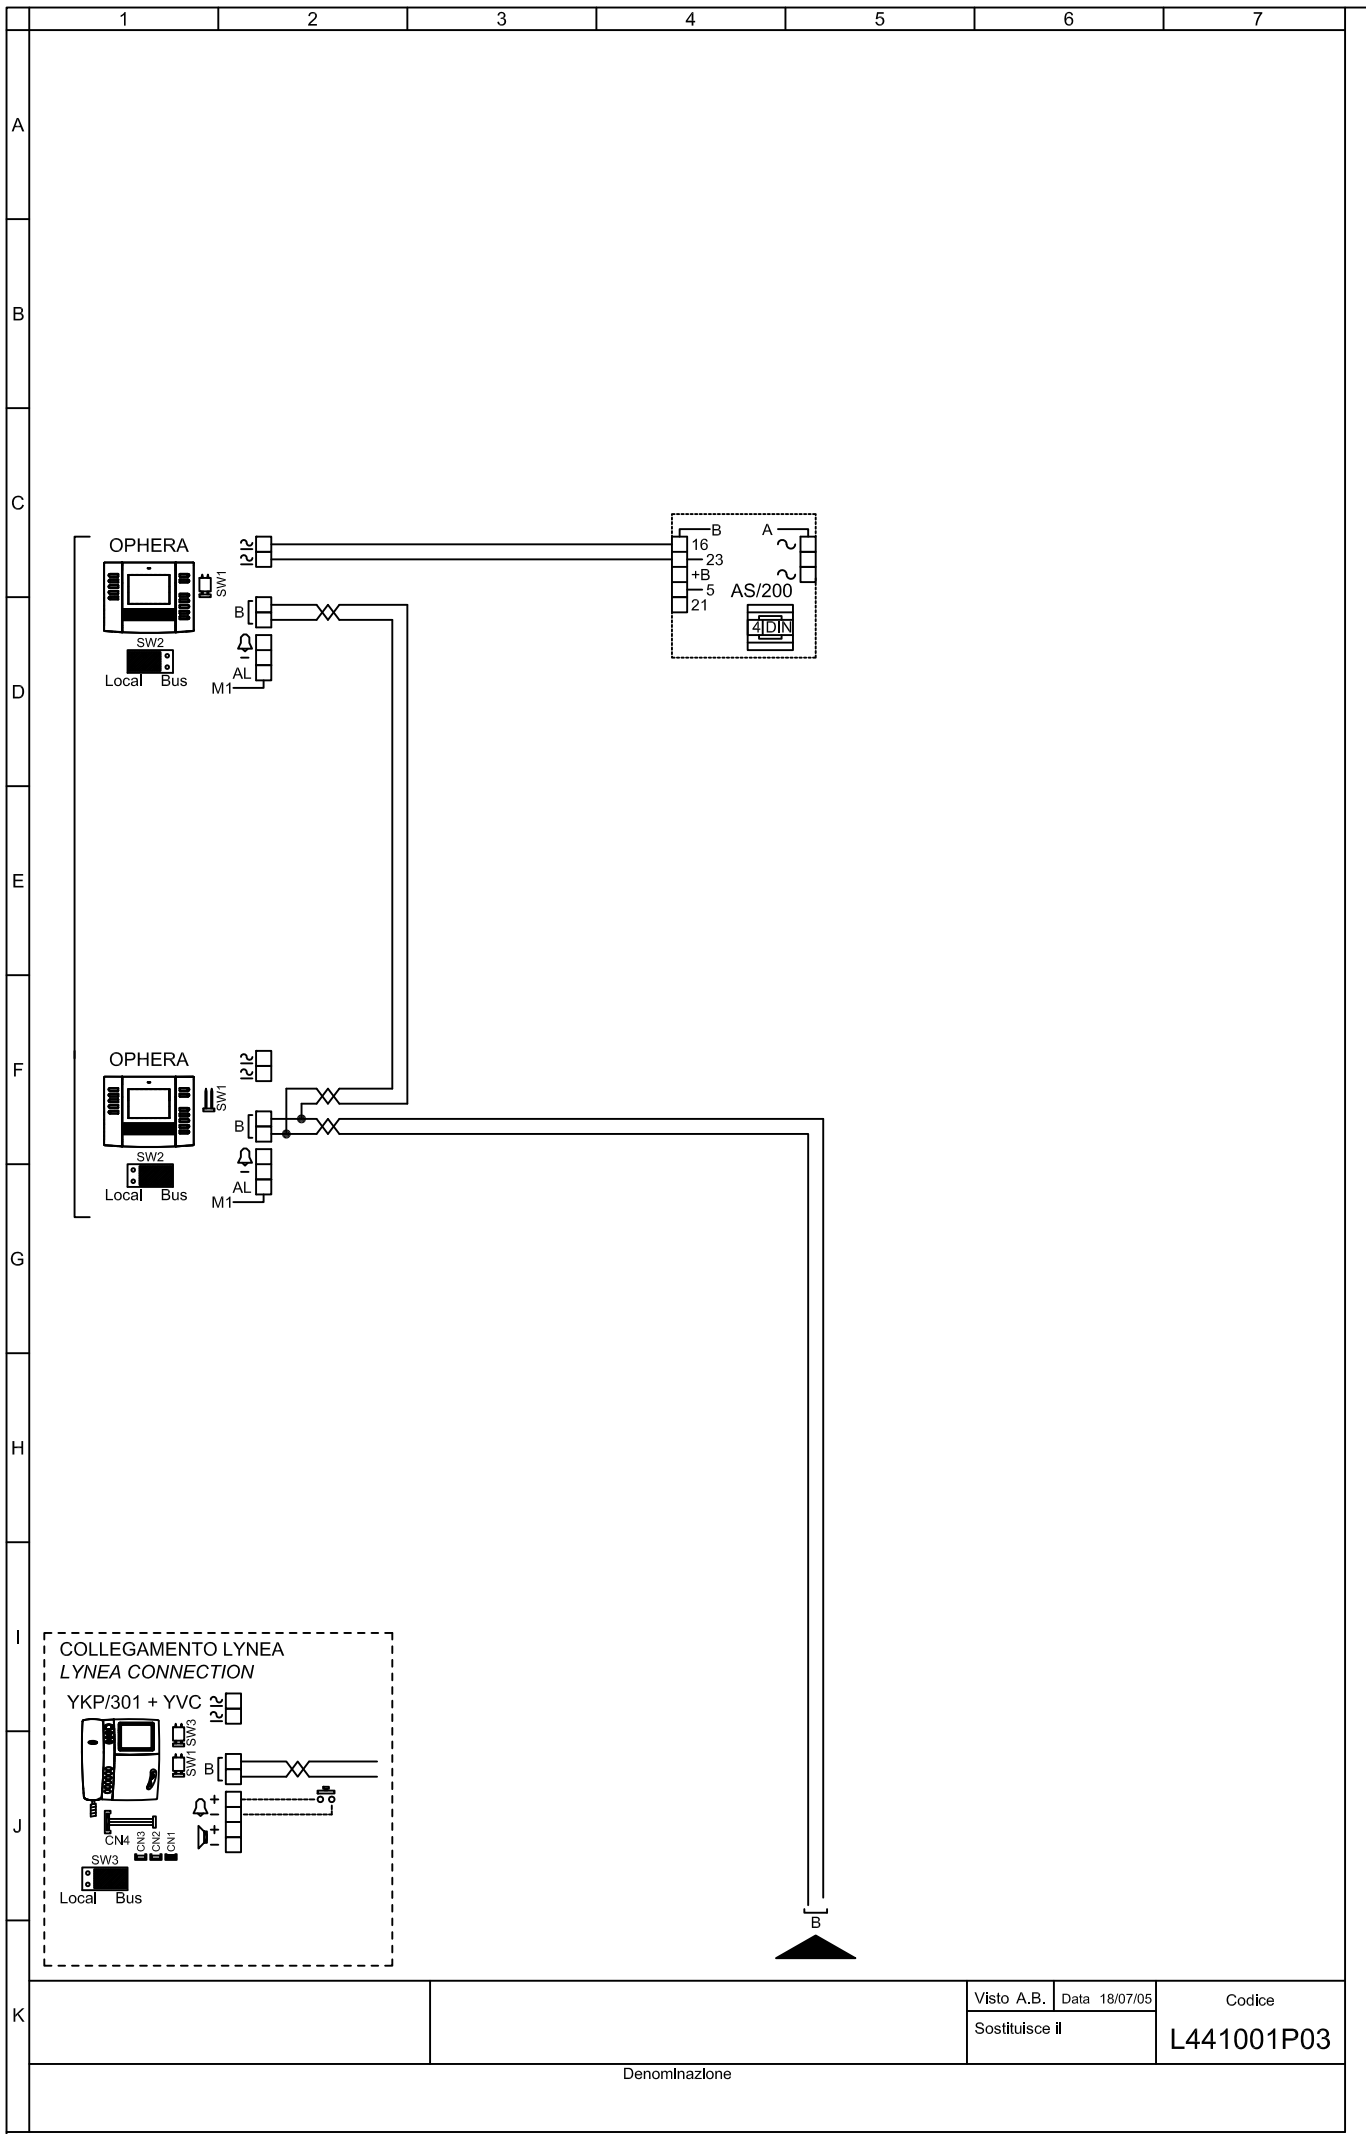 1 2 3 4 5 6 7
A
B
C
D
E
F
G
H
I
J
K
OPHERA
SW1
SW2
Local Bus
B
AL
M1
B A
16
23
+B
5
21
AS/200
4 DIN
OPHERA
SW1
SW2
Local Bus
B
AL
M1
COLLEGAMENTO LYNEA
LYNEA CONNECTION
YKP/301 + YVC
SW3
SW1
B
+
−
+
−
CN4
CN3
CN2
CN1
SW3
Local Bus
B
Visto A.B.
Data 18/07/05
Sostituisce il
Codice
L441001P03
Denominazione